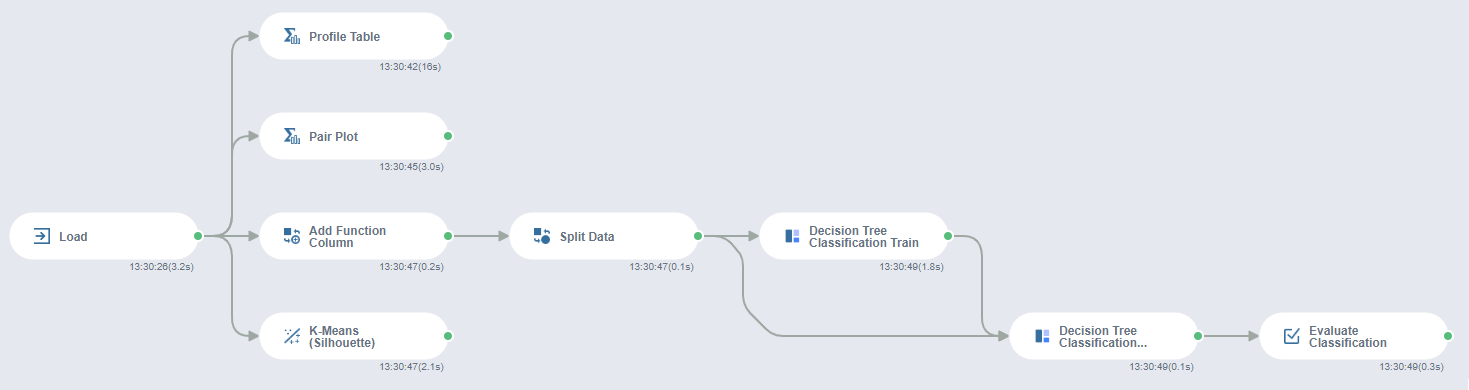 Profile Table
13:30:42(16s)
Pair Plot
13:30:45(3.0s)
Load
13:30:26(3.2s)
Add Function
Column
13:30:47(0.2s)
Split Data
13:30:47(0.1s)
Decision Tree
Classification Train
13:30:49(1.8s)
K-Means
(Silhouette)
13:30:47(2.1s)
Decision Tree
Classification...
13:30:49(0.1s)
Evaluate
Classification
13:30:49(0.3s)